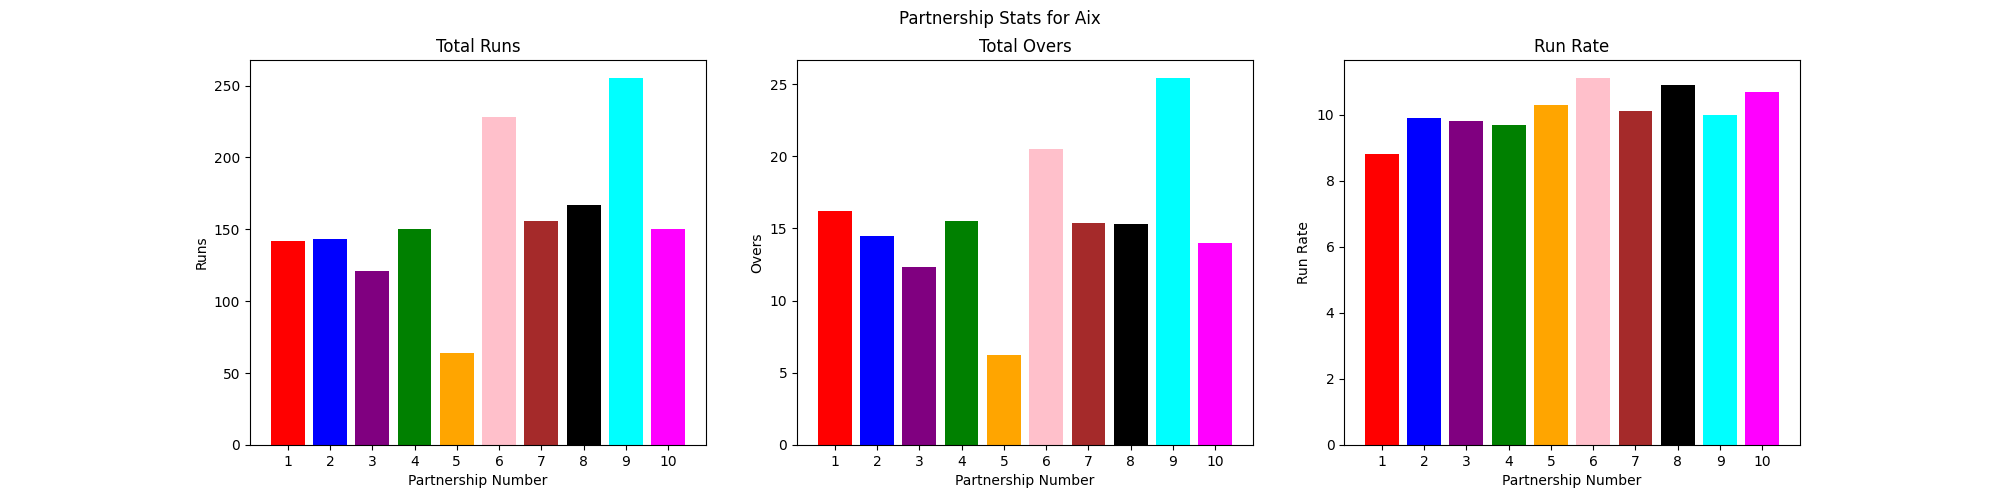 Partnership Stats for Aix
Total Runs
250
200
150
100
50
0
Runs
1 2 3 4 5 6 7 8 9 10
Partnership Number
Total Overs
25
20
15
10
5
0
Overs
1 2 3 4 5 6 7 8 9 10
Partnership Number
Run Rate
10
8
6
4
2
0
Run Rate
1 2 3 4 5 6 7 8 9 10
Partnership Number